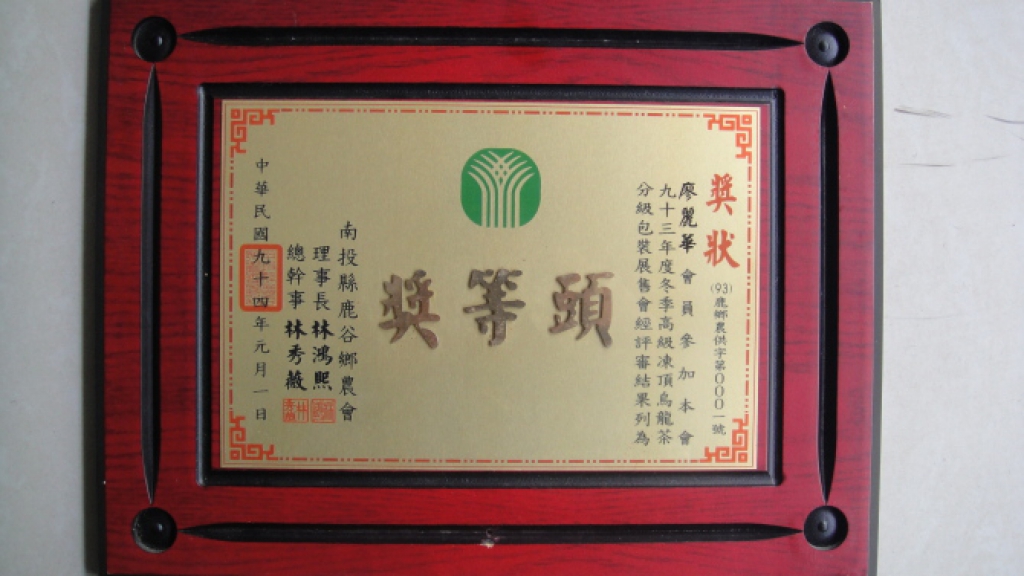 獎狀
(93)鹿鄉農供字第000一號
廖麗華會員參加本會
九十三年度冬季高級凍頂烏龍茶
分級包裝展售會經評審結果列為
頭等獎
南投縣鹿谷鄉農會
理事長林鴻熙
總幹事林秀薇
中華民國九十四年元月一日